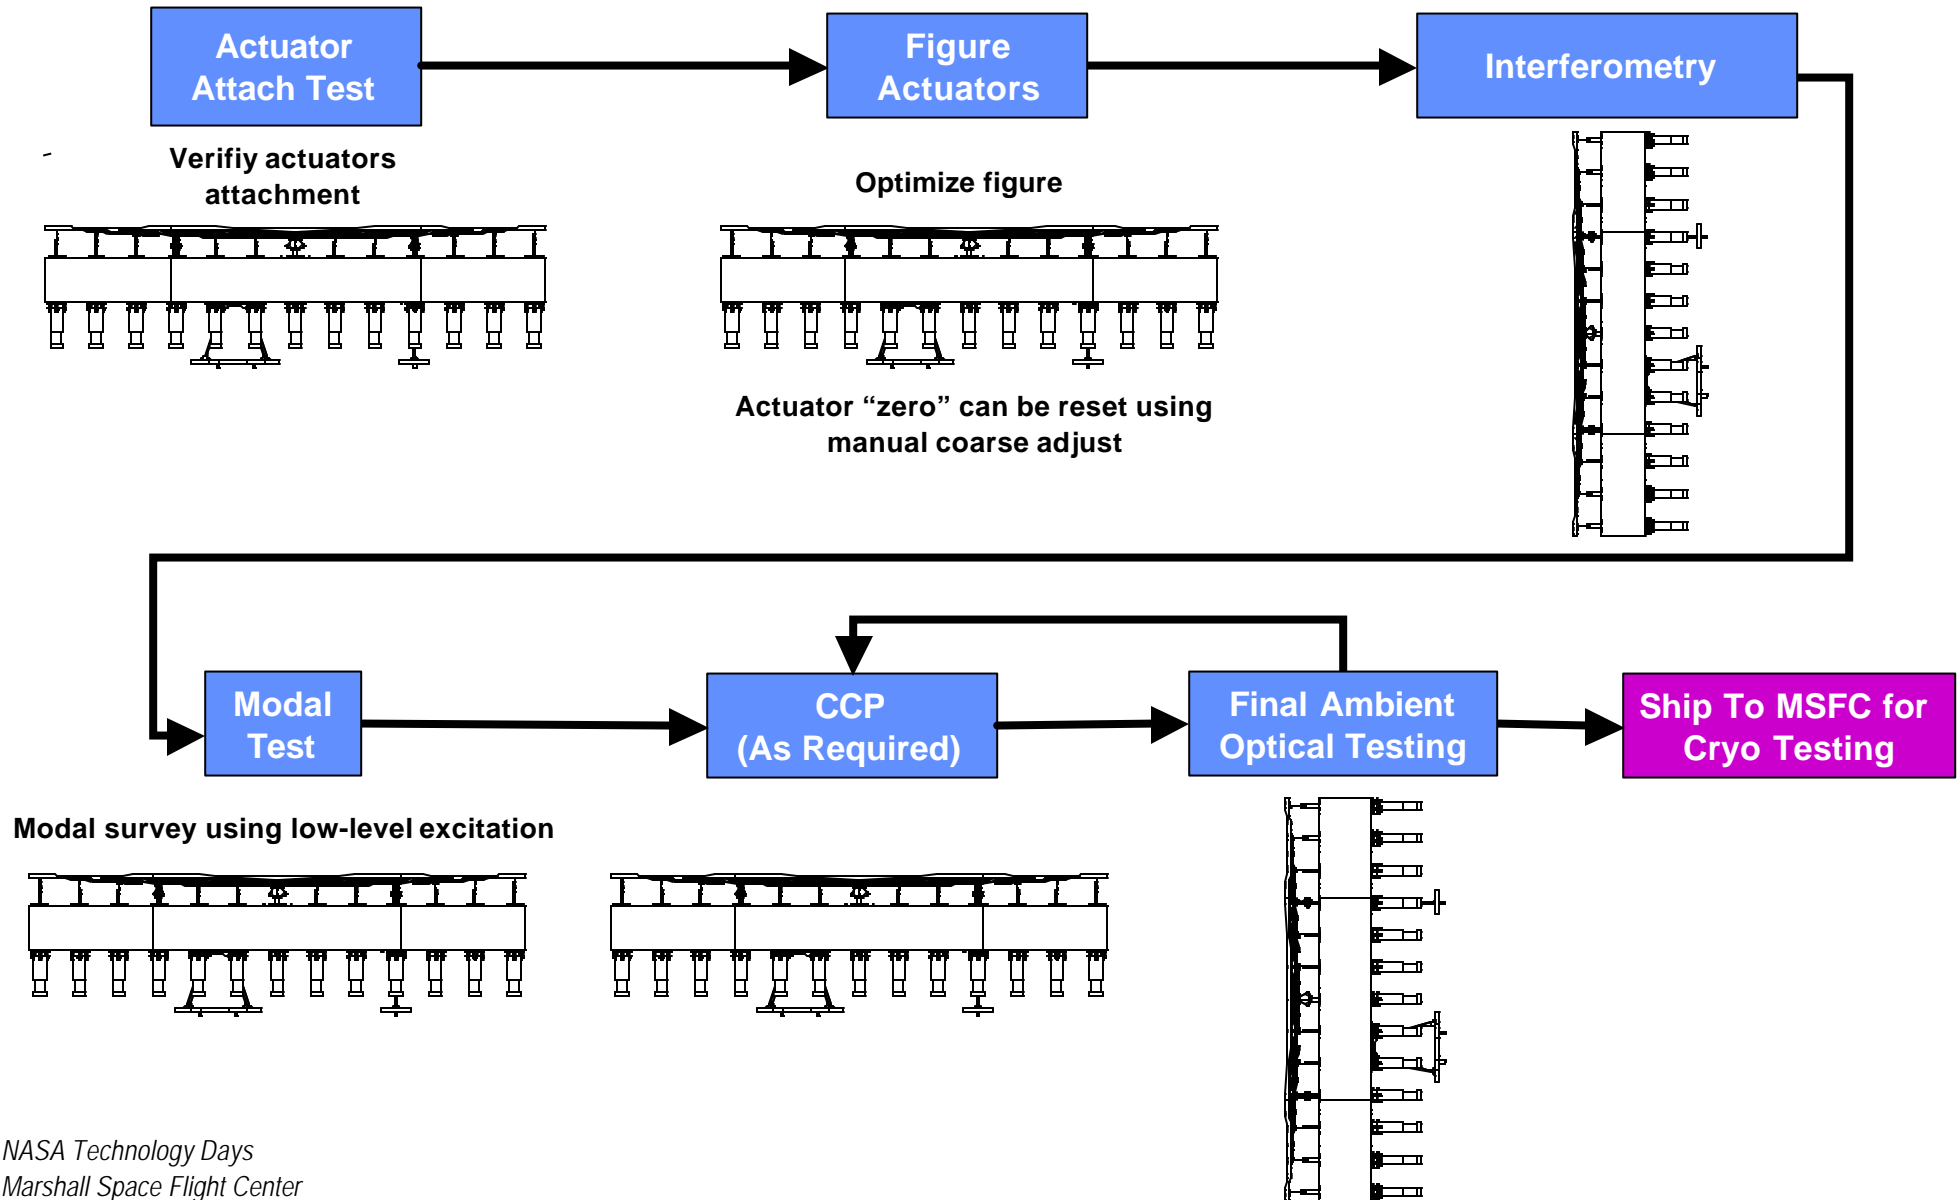 Actuator
Attach Test
Figure
Actuators
Interferometry
Verifiy actuators
attachment
Optimize figure
Actuator “zero” can be reset using
manual coarse adjust
Modal
Test
CCP
(As Required)
Final Ambient
Optical Testing
Ship To MSFC for
Cryo Testing
Modal survey using low-level excitation
NASA Technology Days
Marshall Space Flight Center